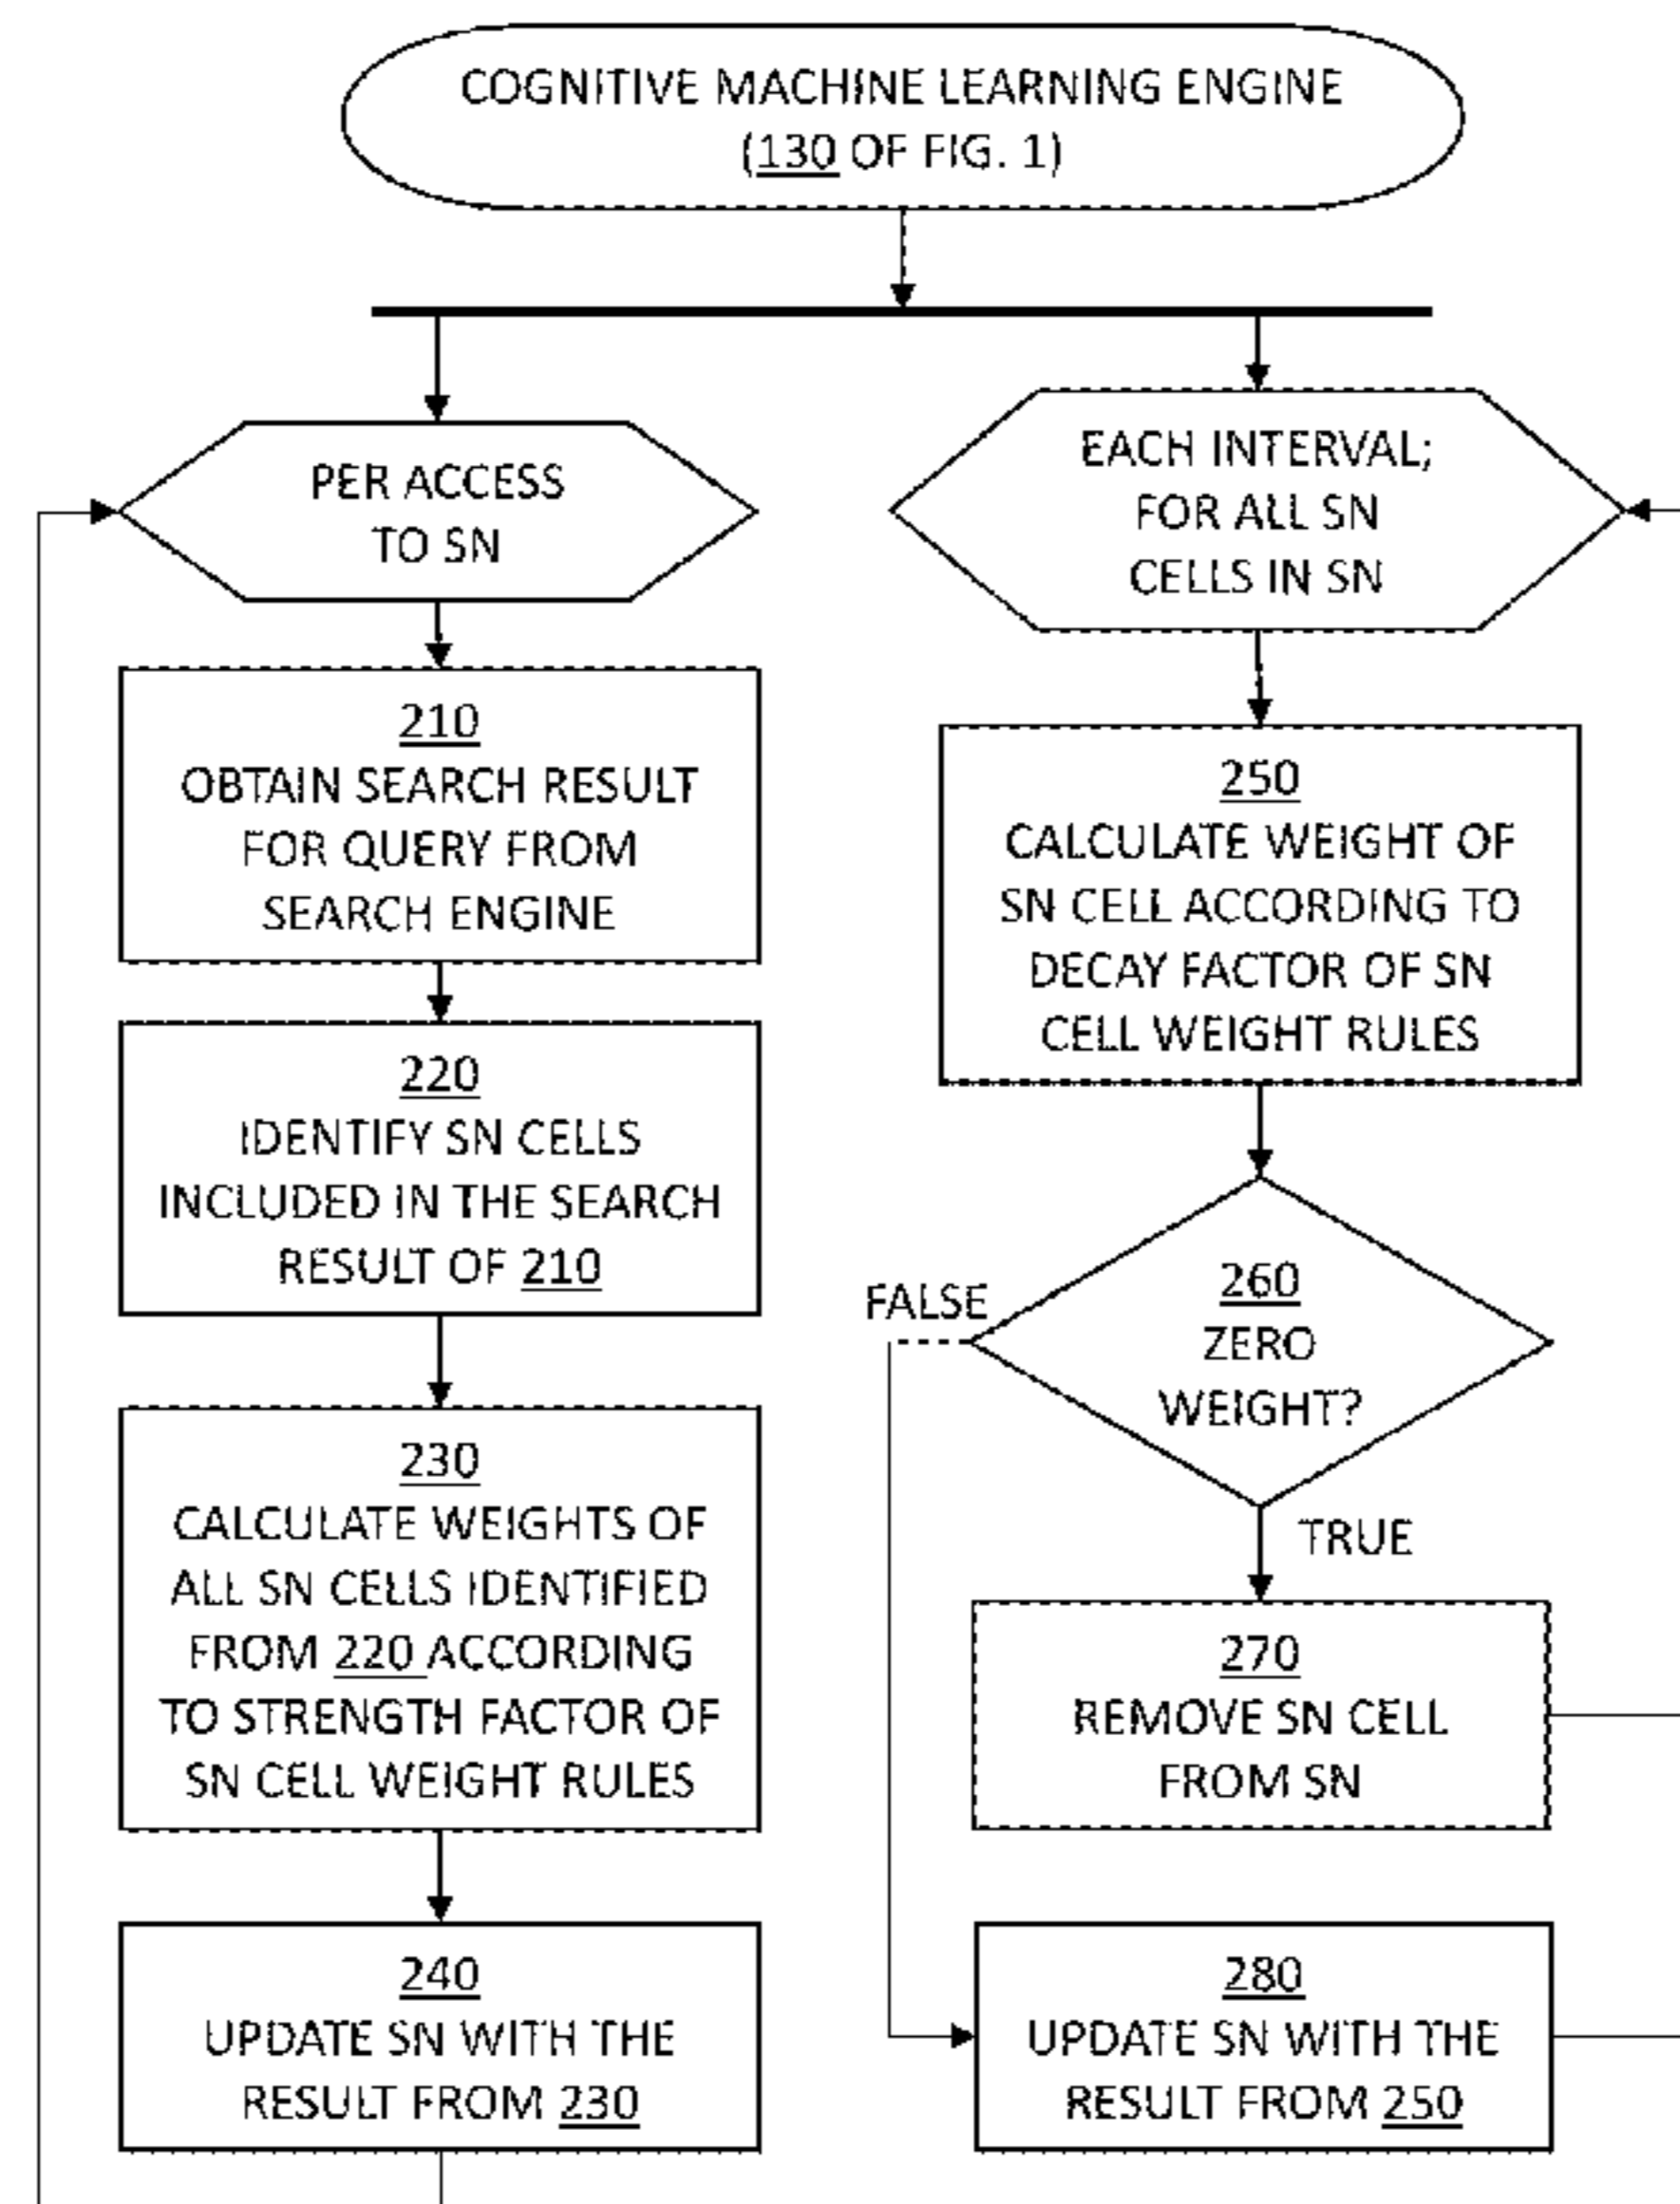 COGNITIVE MACHINE LEARNING ENGINE
(130 OF FIG. 1)
PER ACCESS
TO SN
210
OBTAIN SEARCH RESULT
FOR QUERY FROM
SEARCH ENGINE
220
IDENTIFY SN CELLS
INCLUDED IN THE SEARCH
RESULT OF 210
230
CALCULATE WEIGHTS OF
ALL SN CELLS IDENTIFIED
FROM 220 ACCORDING
TO STRENGTH FACTOR OF
SN CELL WEIGHT RULES
240
UPDATE SN WITH THE
RESULT FROM 230
EACH INTERVAL;
FOR ALL SN
CELLS IN SN
250
CALCULATE WEIGHT OF
SN CELL ACCORDING TO
DECAY FACTOR OF SN
CELL WEIGHT RULES
260
ZERO
WEIGHT?
FALSE
TRUE
270
REMOVE SN CELL
FROM SN
280
UPDATE SN WITH THE
RESULT FROM 250